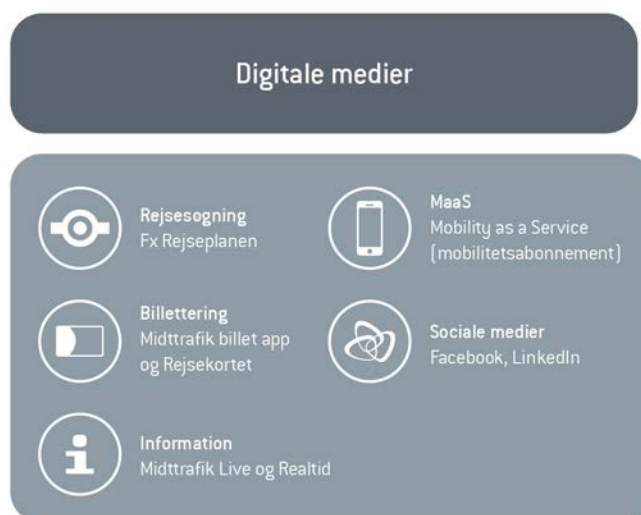 Digitale medier
Rejsesogning
Fx Rejseplanen
Billettering
Midttrafik billet app
og Rejsekortet
Information
Midttrafik Live og Realtid
MaaS
Mobility as a Service
(mobilitetsabonnement)
Sociale medier
Facebook, LinkedIn